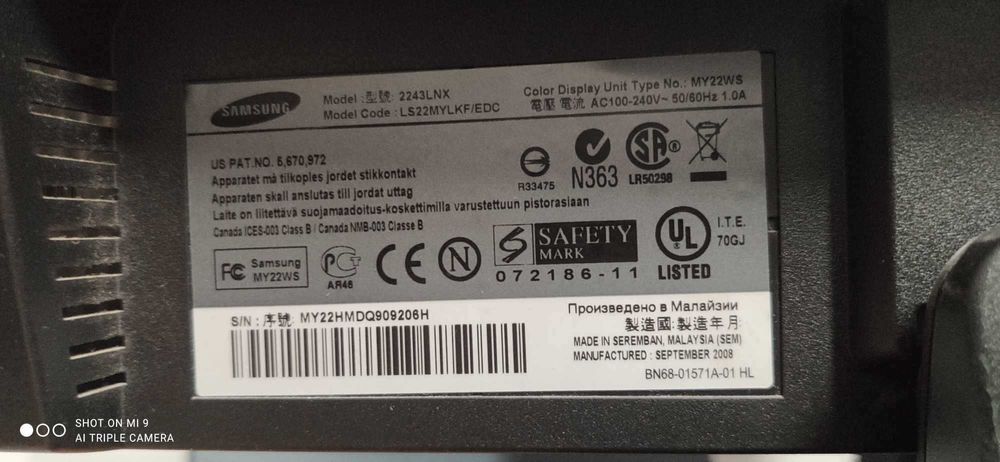 SAMSUNG
Model : 型號 : 2243LNX
Model Code : LS22MYLKF/EDC
Color Display Unit Type No.: MY22WS
電壓 電流 AC100-240V~ 50/60Hz 1.0A
US PAT.NO. 5,670,972
Apparatet må tilkoples jordet stikkontakt
Apparaten skall anslutas till jordat uttag
Laite on liitettävä suojamaadoitus-koskettimilla varustettuun pistorasiaan
Canada ICES-003 Class B / Canada NMB-003 Classe B
R33475
N363
SA®
LR50298
FC Samsung
MY22WS
РСТ
АЯ46
CE
N
S SAFETY
MARK
072186-11
UL
LISTED
I.T.E.
70GJ
S/N : 序號 MY22HMDQ909206H
Произведено в Малайзии
製造國:製造年月
MADE IN SEREMBAN, MALAYSIA (SEM)
MANUFACTURED : SEPTEMBER 2008
BN68-01571A-01 HL
SHOT ON MI 9
AI TRIPLE CAMERA